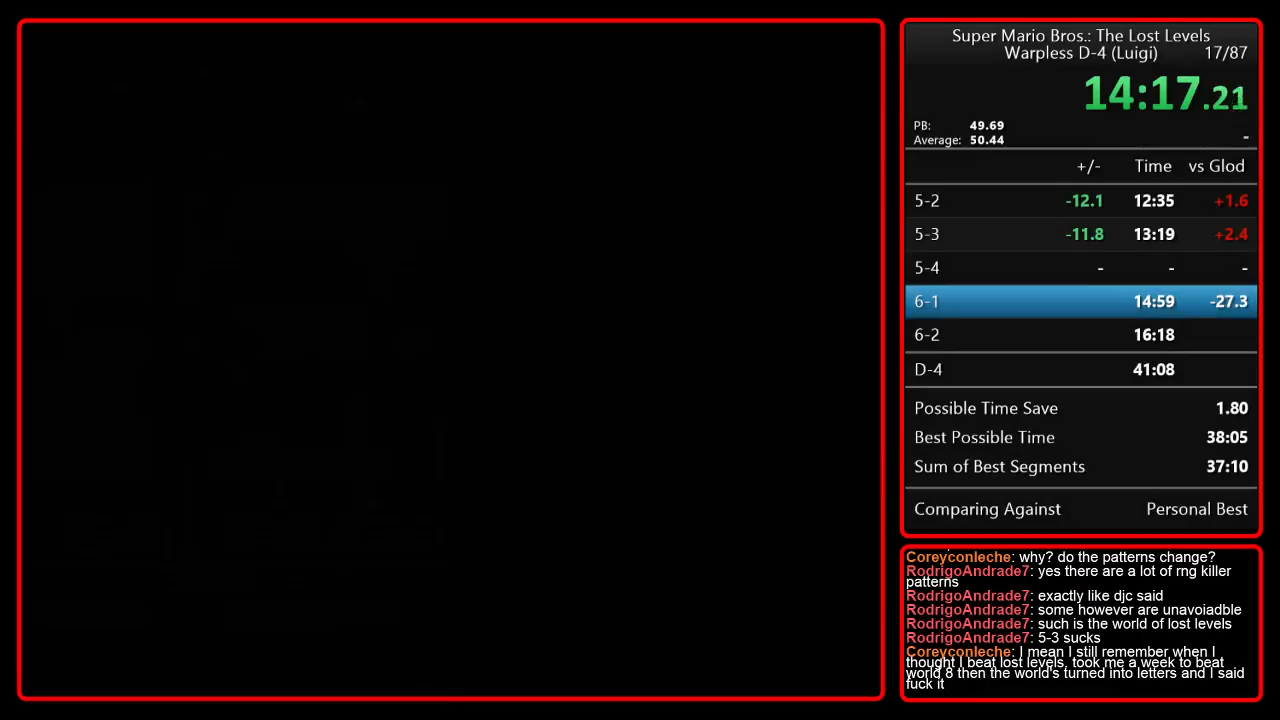 Super Mario Bros.: The Lost Levels
Warpless D-4 (Luigi) 17/87
14:17.21
PB: 49.69
Average: 50.44 -
+/- Time vs Glod
5-2 -12.1 12:35 +1.6
5-3 -11.8 13:19 +2.4
5-4 - - -
6-1 14:59 -27.3
6-2 16:18
D-4 41:08
Possible Time Save 1.80
Best Possible Time 38:05
Sum of Best Segments 37:10
Comparing Against Personal Best
Coreyconleche: why? do the patterns change?
RodrigoAndrade7: yes there are a lot of rng killer
patterns
RodrigoAndrade7: exactly like djc said
RodrigoAndrade7: some however are unavoiadble
RodrigoAndrade7: such is the world of lost levels
RodrigoAndrade7: 5-3 sucks
Coreyconleche: I mean I still remember when I
thought I beat lost levels, took me a week to beat
world 8 then the world's turned into letters and I said
fuck it